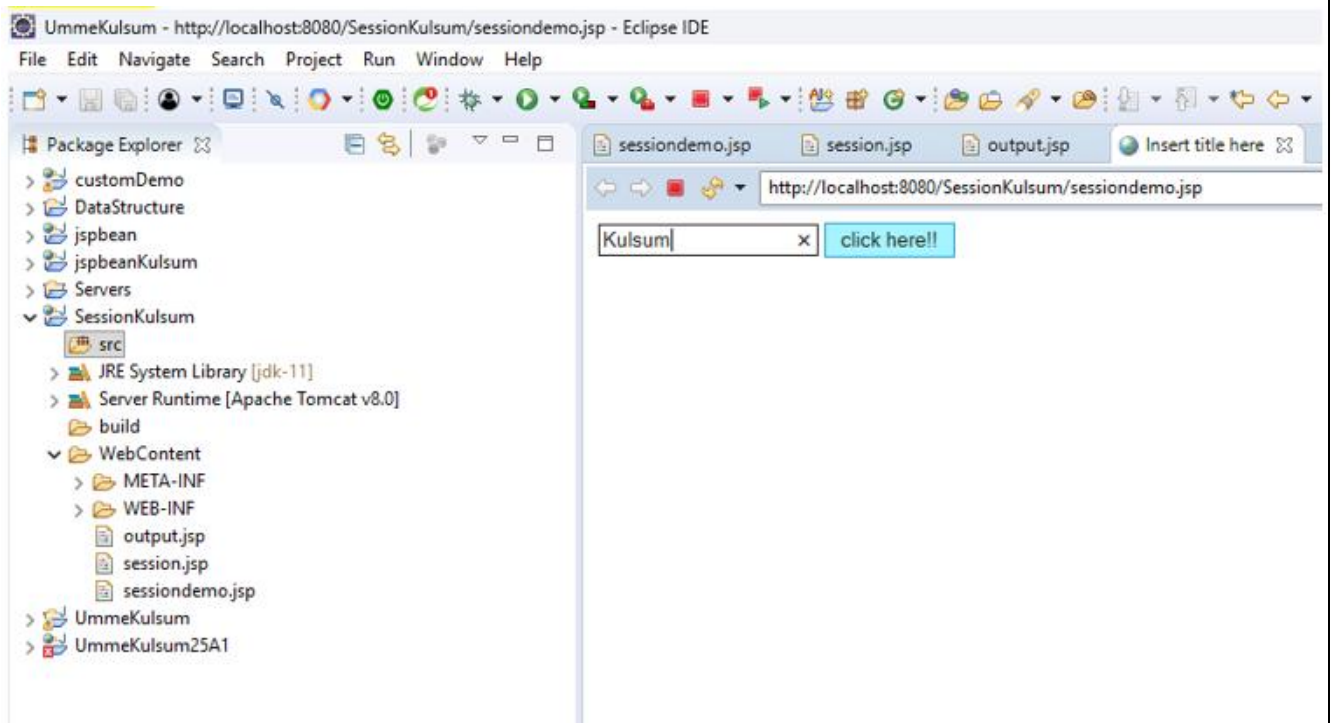 UmmeKulsum - http://localhost:8080/SessionKulsum/sessiondemo.jsp - Eclipse IDE
File Edit Navigate Search Project Run Window Help
Package Explorer
customDemo
DataStructure
jspbean
jspbeanKulsum
Servers
SessionKulsum
src
JRE System Library [jdk-11]
Server Runtime [Apache Tomcat v8.0]
build
WebContent
META-INF
WEB-INF
output.jsp
session.jsp
sessiondemo.jsp
UmmeKulsum
UmmeKulsum25A1
sessiondemo.jsp session.jsp output.jsp Insert title here
http://localhost:8080/SessionKulsum/sessiondemo.jsp
Kulsum click here!!